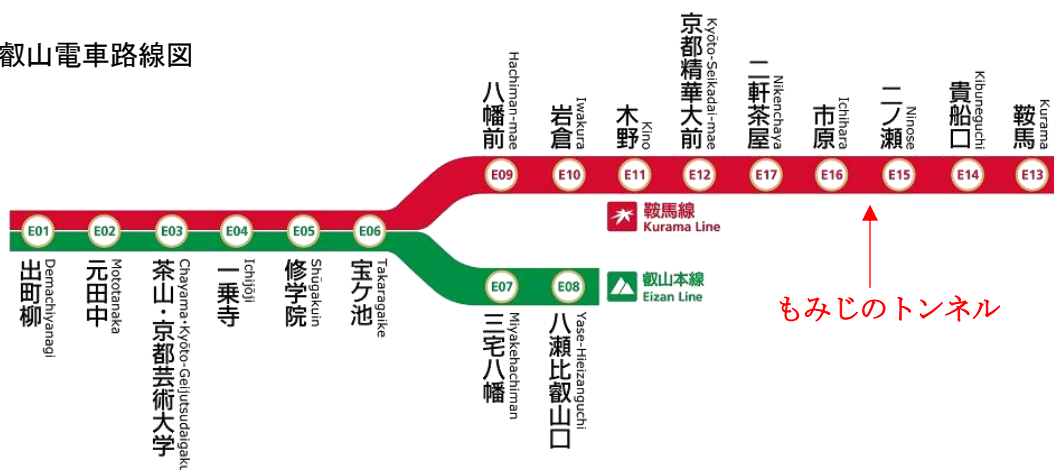 叡山電車路線図
E01
出町柳
Demachiyanagi
E02
元田中
Mototanaka
E03
茶山・京都芸術大学
Chayama・Kyōto-Geijutsudaigaku
E04
一乗寺
Ichijōji
E05
修学院
Shūgakuin
E06
宝ケ池
Takaragaike
E09
八幡前
Hachiman-mae
E10
岩倉
Iwakura
E11
木野
Kino
E12
京都精華大前
Kyōto-Seikadai-mae
E17
二軒茶屋
Nikenchaya
E16
市原
Ichihara
E15
二ノ瀬
Ninose
E14
貴船口
Kibuneguchi
E13
鞍馬
Kurama
鞍馬線
Kurama Line
E07
三宅八幡
Miyakehachiman
E08
八瀬比叡山口
Yase-Hieizanguchi
叡山本線
Eizan Line
もみじのトンネル